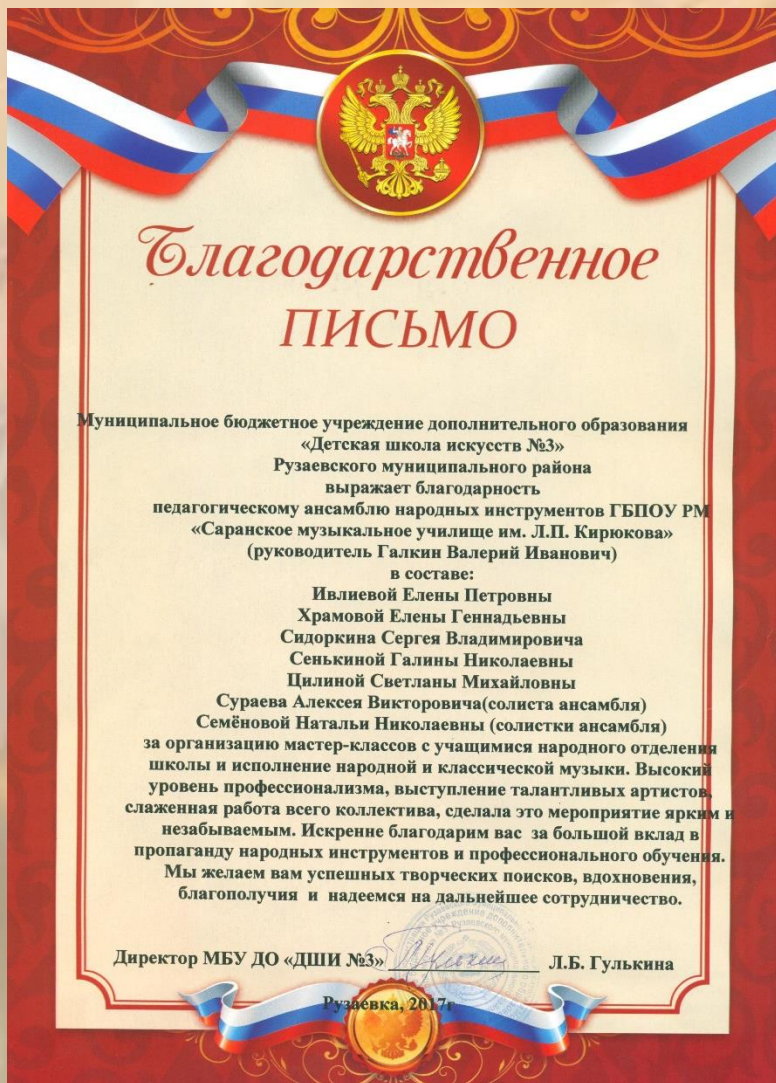 Благодарственное
ПИСЬМО
Муниципальное бюджетное учреждение дополнительного образования
«Детская школа искусств №3»
Рузаевского муниципального района
выражает благодарность
педагогическому ансамблю народных инструментов ГБПОУ РМ
«Саранское музыкальное училище им. Л.П. Кирюкова»
(руководитель Галкин Валерий Иванович)
в составе:
Ивлиевой Елены Петровны
Храмовой Елены Геннадьевны
Сидоркина Сергея Владимировича
Сенькиной Галины Николаевны
Цилиной Светланы Михайловны
Сураева Алексея Викторовича(солиста ансамбля)
Семёновой Натальи Николаевны (солистки ансамбля)
за организацию мастер-классов с учащимися народного отделения
школы и исполнение народной и классической музыки. Высокий
уровень профессионализма, выступление талантливых артистов,
слаженная работа всего коллектива, сделала это мероприятие ярким и
незабываемым. Искренне благодарим вас за большой вклад в
пропаганду народных инструментов и профессионального обучения.
Мы желаем вам успешных творческих поисков, вдохновения,
благополучия и надеемся на дальнейшее сотрудничество.
Директор МБУ ДО «ДШИ №3» Л.Б. Гулькина
Рузаевка, 2017г